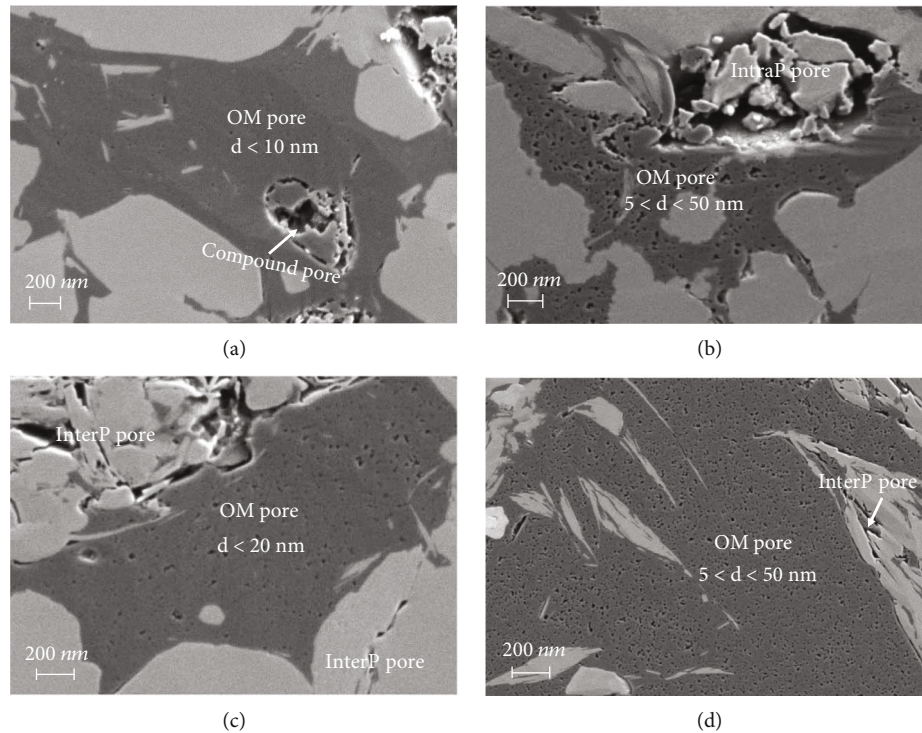 OM pore
d < 10 nm
Compound pore
200 nm
(a)
IntraP pore
OM pore
5 < d < 50 nm
200 nm
(b)
InterP pore
OM pore
d < 20 nm
200 nm
InterP pore
(c)
InterP pore
OM pore
5 < d < 50 nm
200 nm
(d)